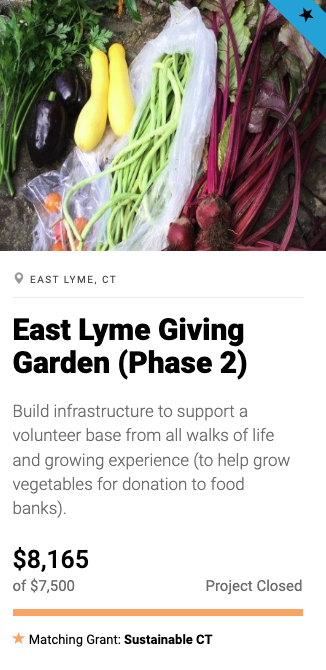 EAST LYME, CT
East Lyme Giving
Garden (Phase 2)
Build infrastructure to support a
volunteer base from all walks of life
and growing experience (to help grow
vegetables for donation to food
banks).
$8,165
of $7,500 Project Closed
Matching Grant: Sustainable CT